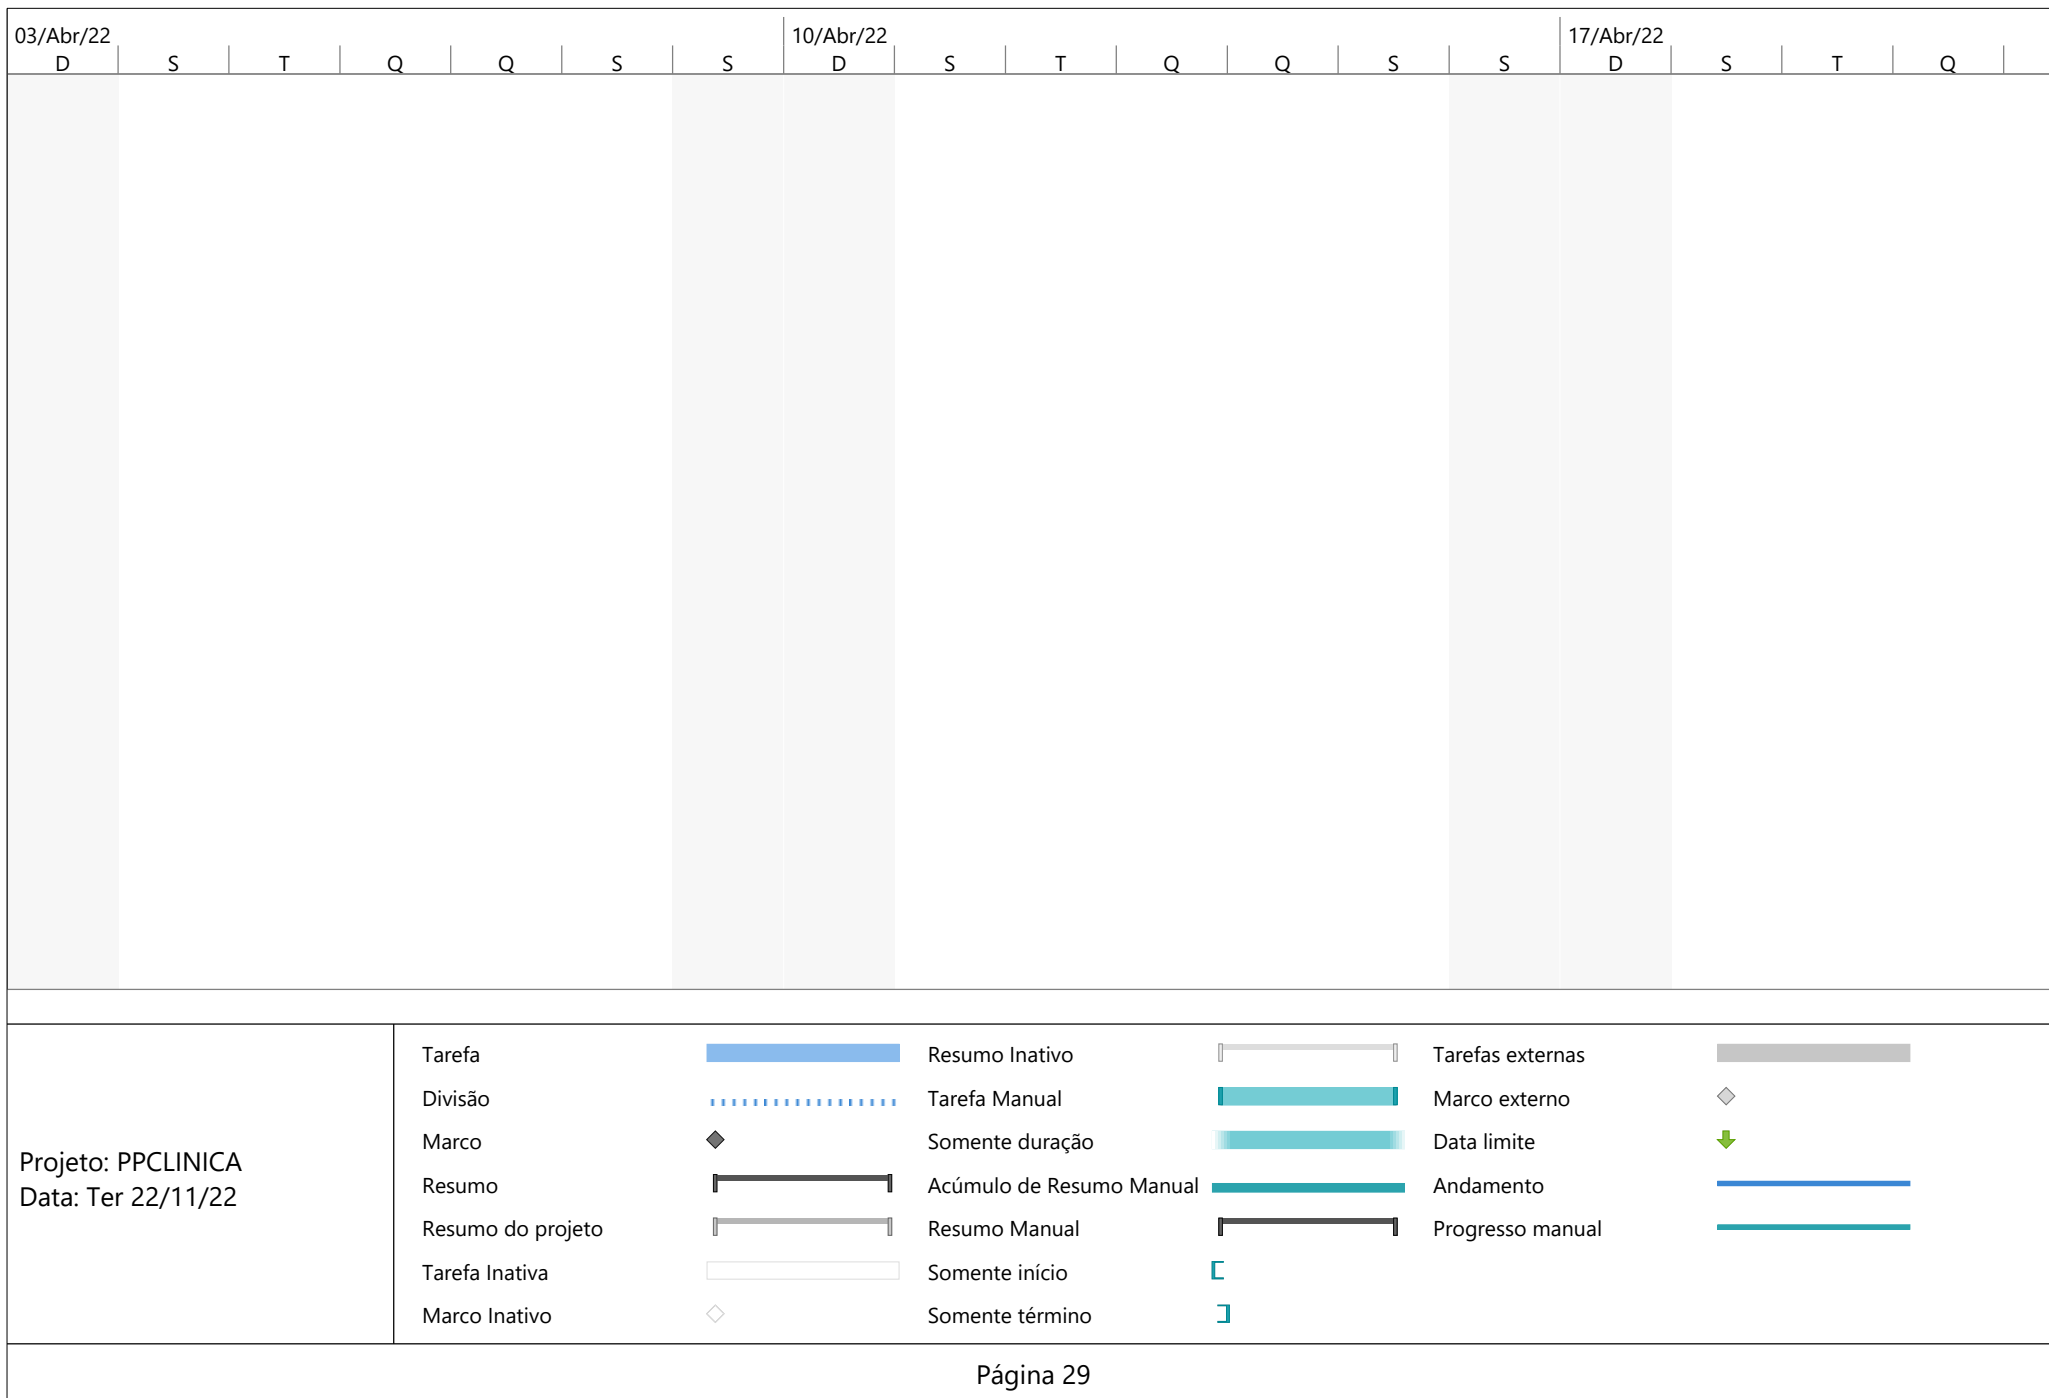 03/Abr/22 10/Abr/22 17/Abr/22
D S T Q Q S S D S T Q Q S S D S T Q
Projeto: PPCLINICA
Data: Ter 22/11/22
Tarefa
Divisão
Marco
Resumo
Resumo do projeto
Tarefa Inativa
Marco Inativo
Resumo Inativo
Tarefa Manual
Somente duração
Acúmulo de Resumo Manual
Resumo Manual
Somente início
Somente término
Tarefas externas
Marco externo
Data limite
Andamento
Progresso manual
Página 29